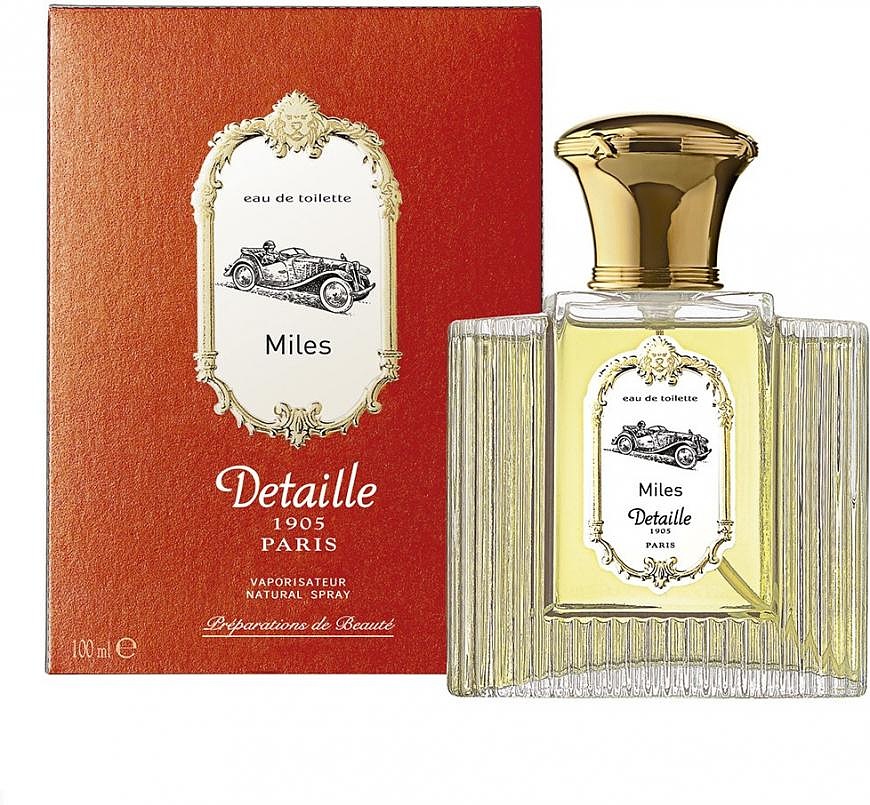 eau de toilette
Miles
Detaille
1905
PARIS
VAPORISATEUR
NATURAL SPRAY
Préparations de Beauté
100 ml ℮
eau de toilette
Miles
Detaille
1905
PARIS